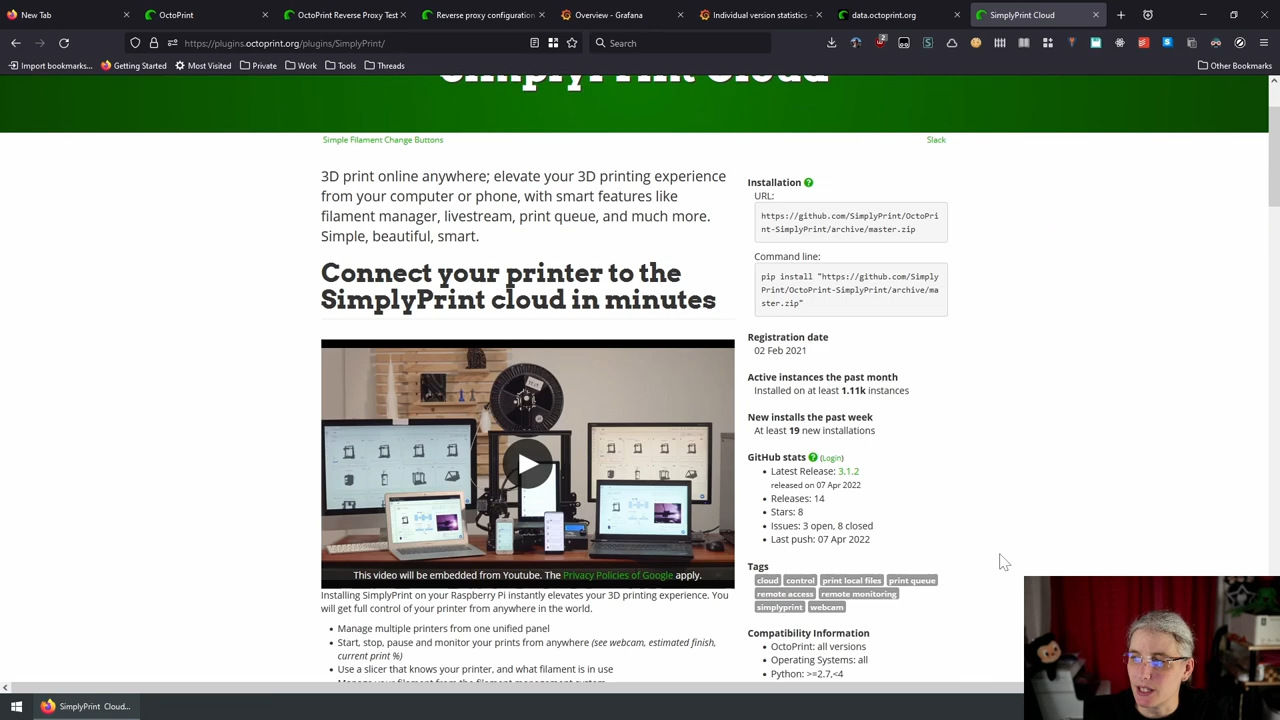 New Tab
OctoPrint
OctoPrint Reverse Proxy Test
Reverse proxy configuration
Overview - Grafana
Individual version statistics -
data.octoprint.org
SimplyPrint Cloud
https://plugins.octoprint.org/plugins/SimplyPrint/
Search
Import bookmarks...
Getting Started
Most Visited
Private
Work
Tools
Threads
Other Bookmarks
SimplyPrint Cloud
Simple Filament Change Buttons
Slack
3D print online anywhere; elevate your 3D printing experience
from your computer or phone, with smart features like
filament manager, livestream, print queue, and much more.
Simple, beautiful, smart.
Connect your printer to the
SimplyPrint cloud in minutes
This video will be embedded from Youtube. The Privacy Policies of Google apply.
Installing SimplyPrint on your Raspberry Pi instantly elevates your 3D printing experience. You
will get full control of your printer from anywhere in the world.
Manage multiple printers from one unified panel
Start, stop, pause and monitor your prints from anywhere (see webcam, estimated finish,
current print %)
Use a slicer that knows your printer, and what filament is in use
Installation
URL:
https://github.com/SimplyPrint/OctoPri
nt-SimplyPrint/archive/master.zip
Command line:
pip install "https://github.com/Simply
Print/OctoPrint-SimplyPrint/archive/ma
ster.zip"
Registration date
02 Feb 2021
Active instances the past month
Installed on at least 1.11k instances
New installs the past week
At least 19 new installations
GitHub stats (Login)
Latest Release: 3.1.2
released on 07 Apr 2022
Releases: 14
Stars: 8
Issues: 3 open, 8 closed
Last push: 07 Apr 2022
Tags
cloud control print local files print queue
remote access remote monitoring
simplyprint webcam
Compatibility Information
OctoPrint: all versions
Operating Systems: all
Python: >=2.7,<4
SimplyPrint Cloud...